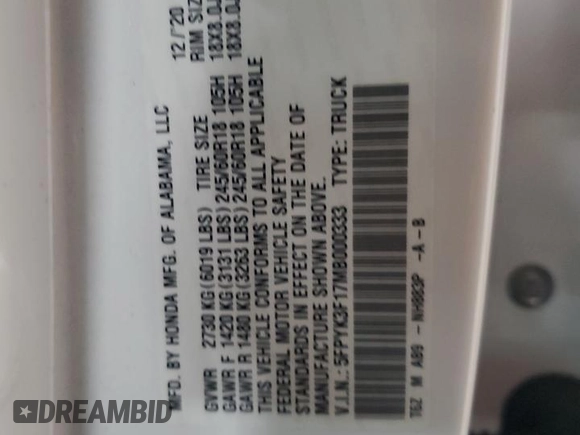 MFD. BY HONDA MFG. OF ALABAMA, LLC 12/'20
GVWR 2730 KG(6019 LBS) TIRE SIZE RIM SIZ
GAWR F 1420 KG(3131 LBS) 245/60R18 105H 18X8.0J
GAWR R 1480 KG(3263 LBS) 245/60R18 105H 18X8.0J
THIS VEHICLE CONFORMS TO ALL APPLICABLE
FEDERAL MOTOR VEHICLE SAFETY
STANDARDS IN EFFECT ON THE DATE OF
MANUFACTURE SHOWN ABOVE.
V.I.N.: 5FPYK3F17MB000333 TYPE: TRUCK
T6Z M A89 - NH883P -A-B
DREAMBID